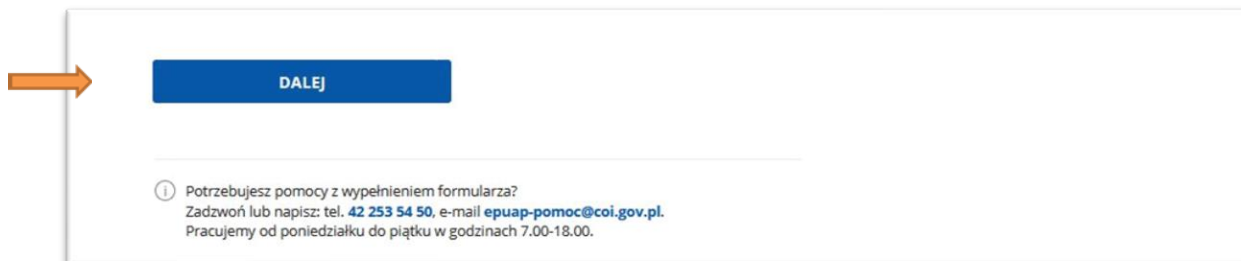 DALEJ
Potrzebujesz pomocy z wypełnieniem formularza?
Zadzwoń lub napisz: tel. 42 253 54 50, e-mail epuap-pomoc@coi.gov.pl.
Pracujemy od poniedziałku do piątku w godzinach 7.00-18.00.